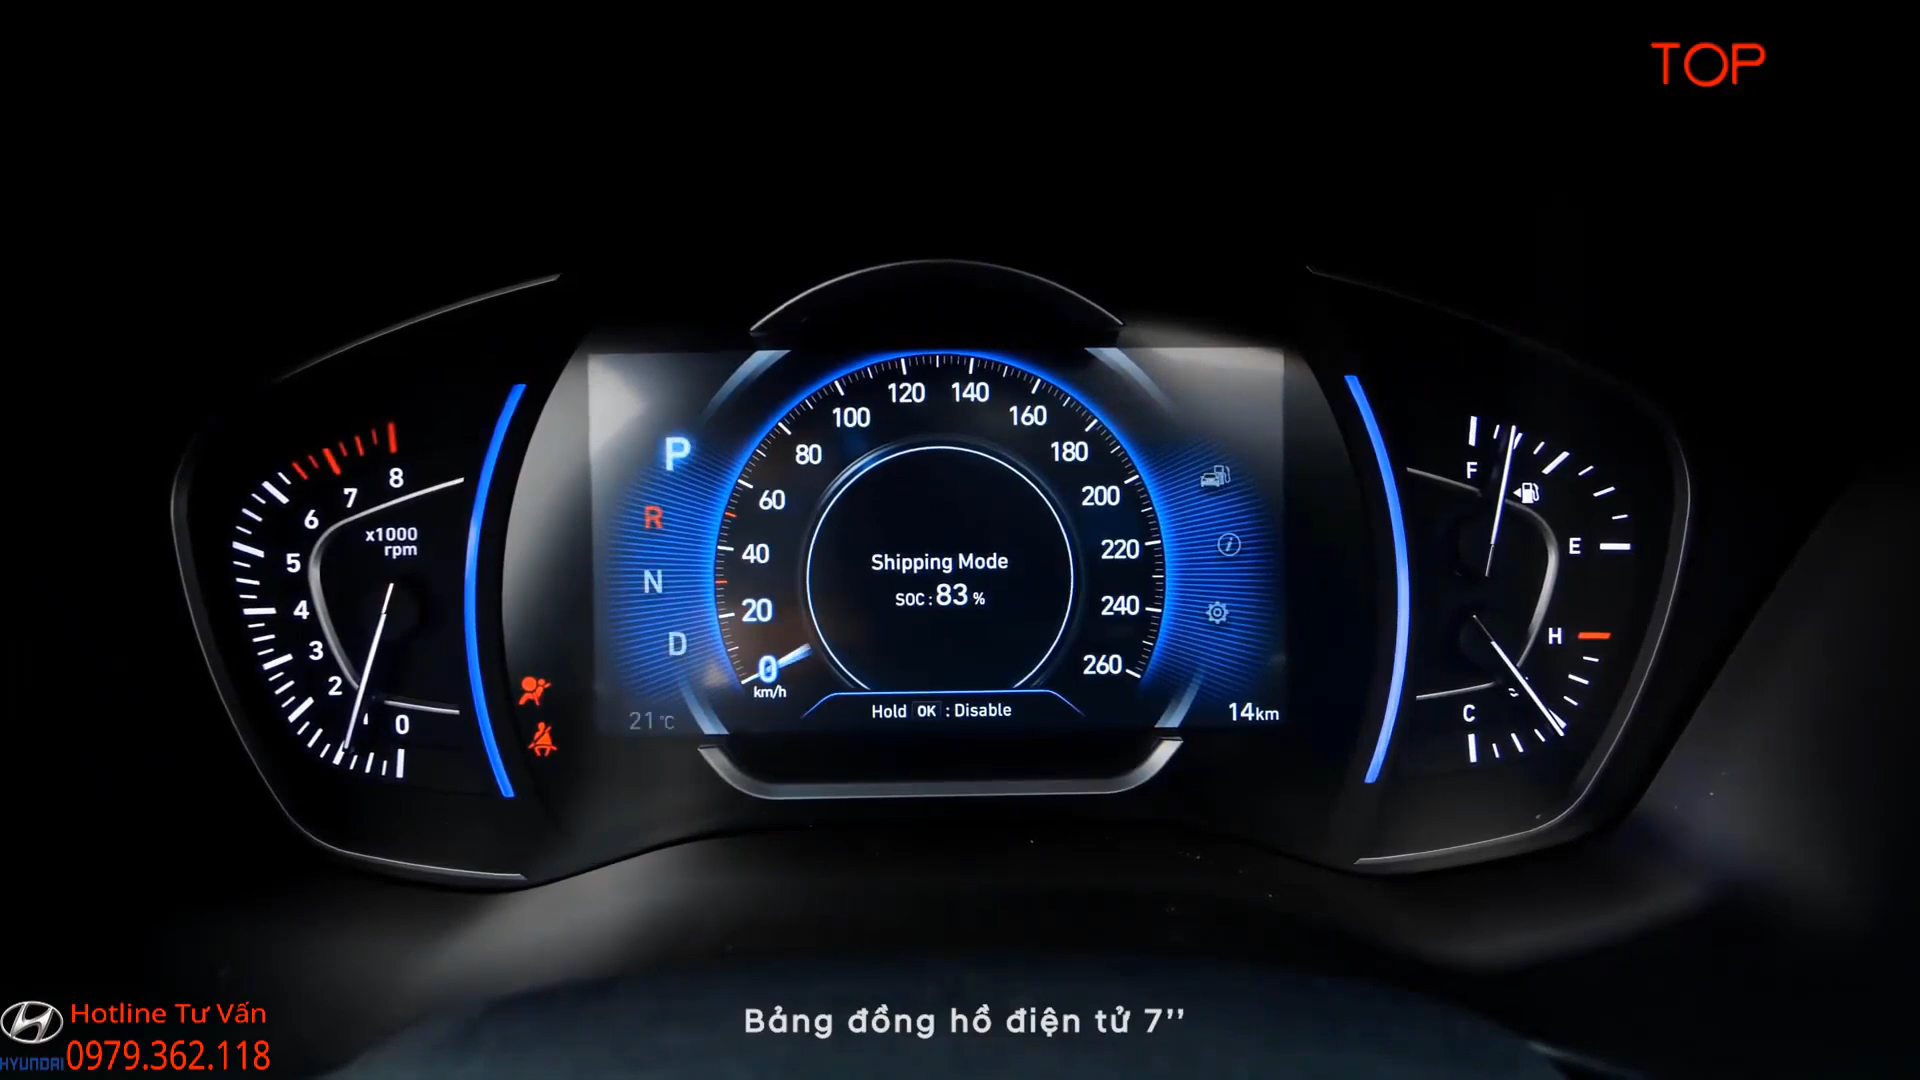 TOP
120 140
100 160
80 180
60 200
40 220
20 240
0 260
km/h
P
R
N
D
8
7
6
5
4
3
2
0
x1000
rpm
Shipping Mode
SOC : 83 %
Hold OK : Disable
21 °C
14km
F
E
H
C
Bảng đồng hồ điện tử 7’’
Hotline Tư Vấn
0979.362.118
HYUNDAI